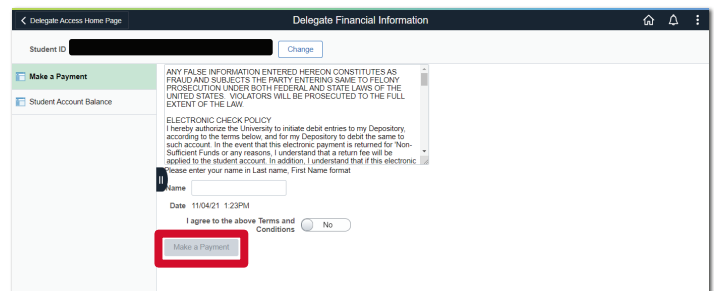 Delegate Access Home Page
Delegate Financial Information
Student ID
Change
Make a Payment
Student Account Balance
ANY FALSE INFORMATION ENTERED HEREON CONSTITUTES AS
FRAUD AND SUBJECTS THE PARTY ENTERING SAME TO FELONY
PROSECUTION UNDER BOTH FEDERAL AND STATE LAWS OF THE
UNITED STATES. VIOLATORS WILL BE PROSECUTED TO THE FULL
EXTENT OF THE LAW.
ELECTRONIC CHECK POLICY
I hereby authorize the University to initiate debit entries to my Depository,
according to the terms below, and for my Depository to debit the same to
such account. In the event that this electronic payment is returned for 'Non-
Sufficient Funds or any reasons, I understand that a return fee will be
applied to the student account. In addition, I understand that if this electronic
Please enter your name in Last name, First Name format
Name
Date 11/04/21 1:23PM
I agree to the above Terms and
Conditions
No
Make a Payment